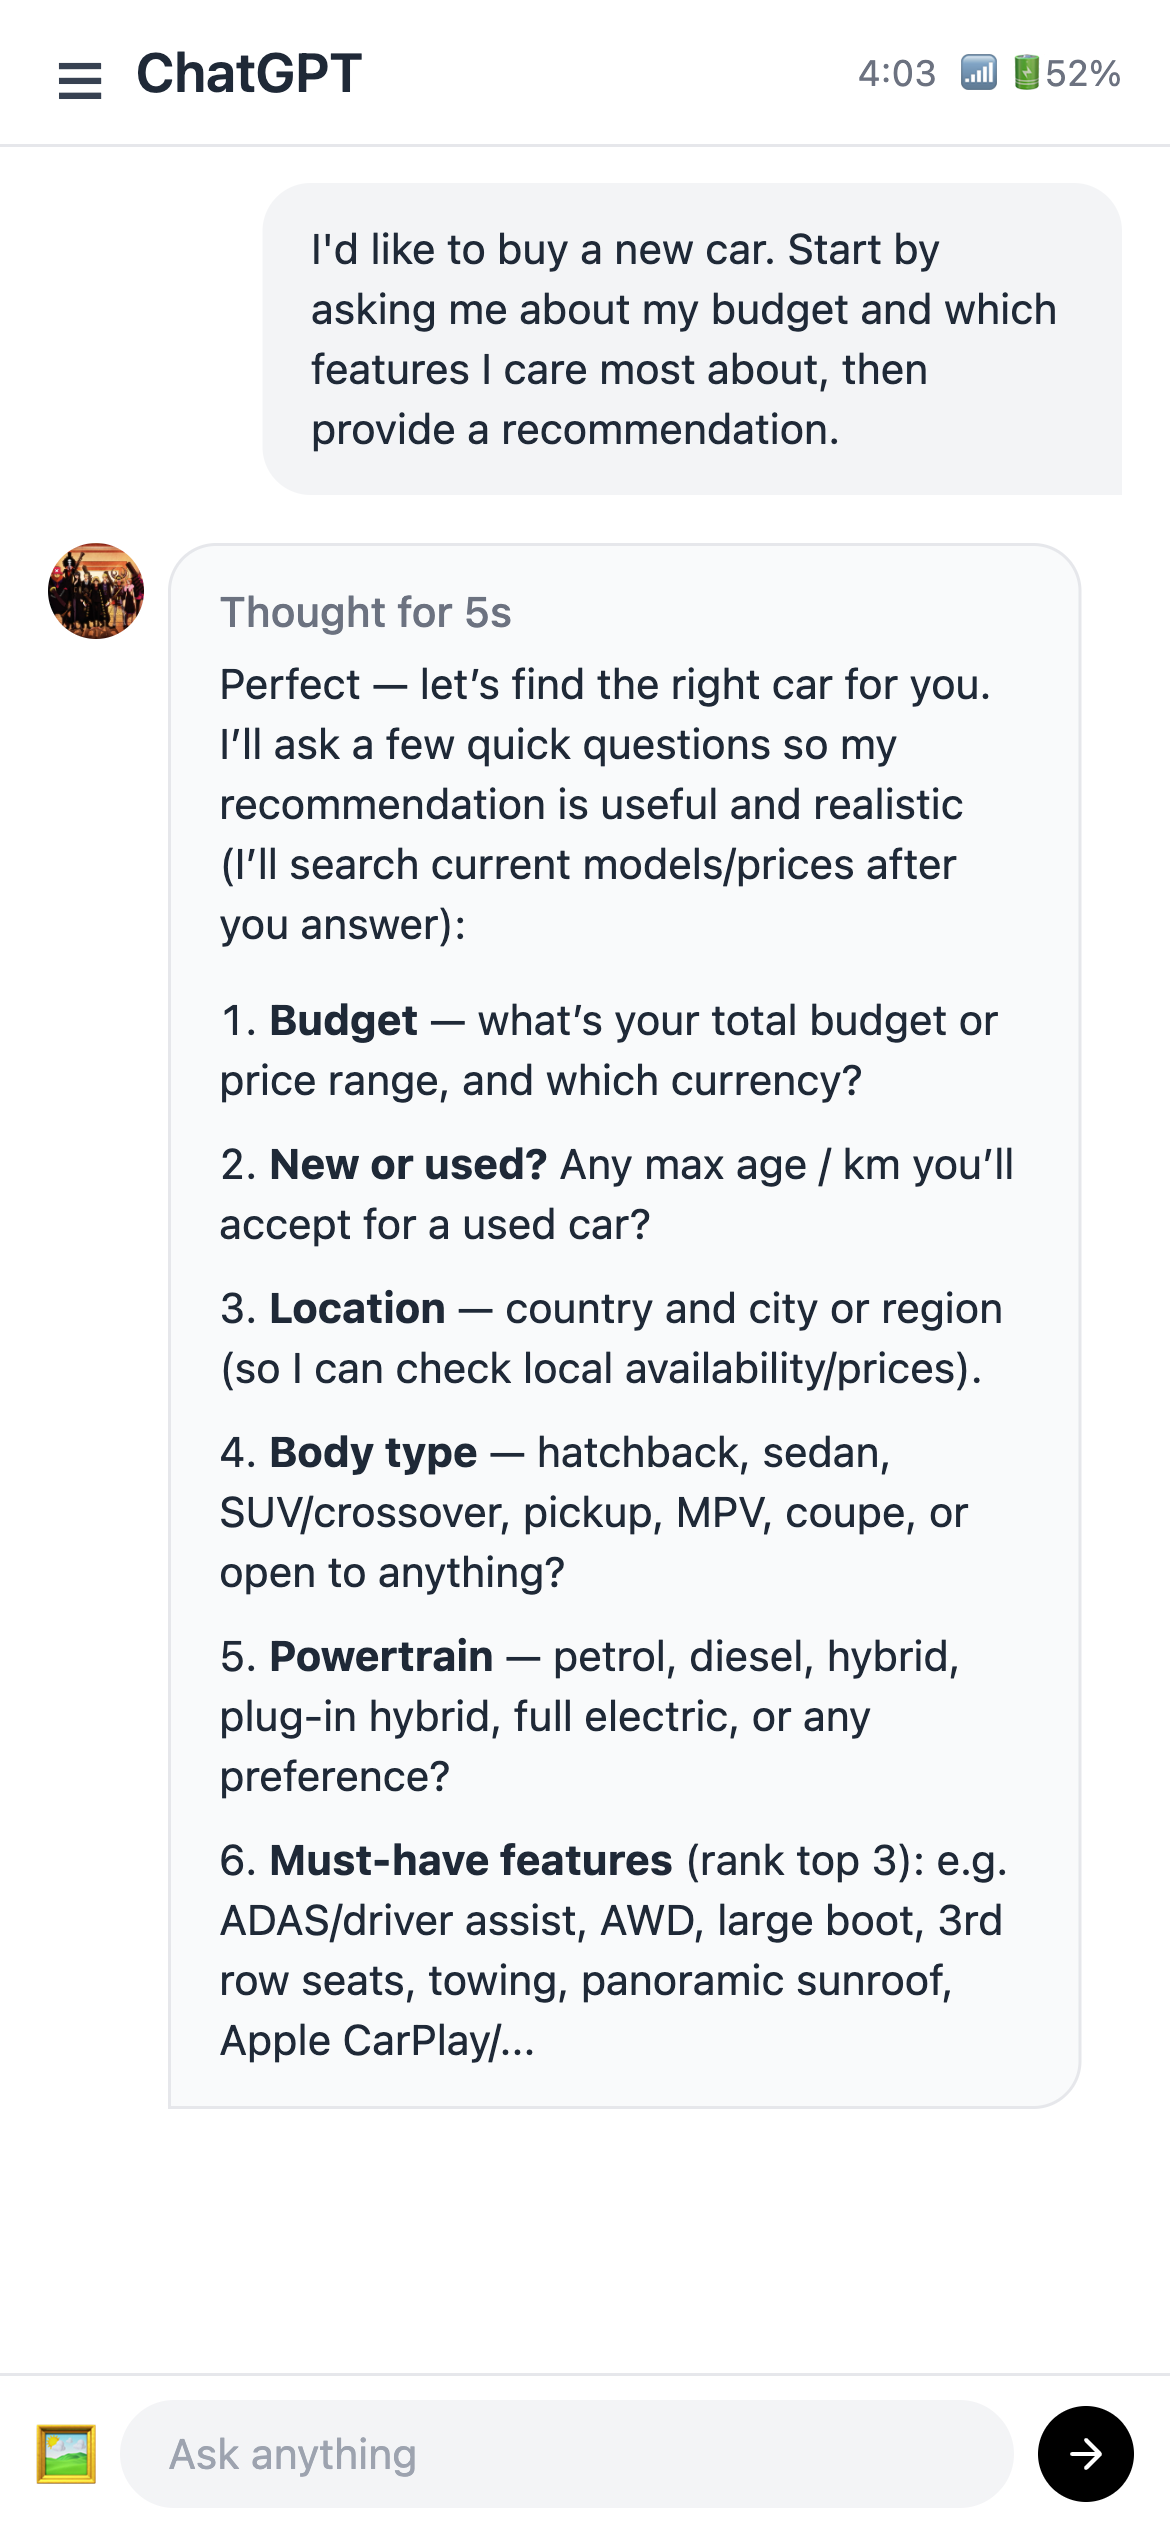 ChatGPT
4:03 52%
I'd like to buy a new car. Start by
asking me about my budget and which
features I care most about, then
provide a recommendation.
Thought for 5s
Perfect — let’s find the right car for you.
I’ll ask a few quick questions so my
recommendation is useful and realistic
(I’ll search current models/prices after
you answer):
1. Budget — what’s your total budget or
price range, and which currency?
2. New or used? Any max age / km you’ll
accept for a used car?
3. Location — country and city or region
(so I can check local availability/prices).
4. Body type — hatchback, sedan,
SUV/crossover, pickup, MPV, coupe, or
open to anything?
5. Powertrain — petrol, diesel, hybrid,
plug-in hybrid, full electric, or any
preference?
6. Must-have features (rank top 3): e.g.
ADAS/driver assist, AWD, large boot, 3rd
row seats, towing, panoramic sunroof,
Apple CarPlay/...
Ask anything